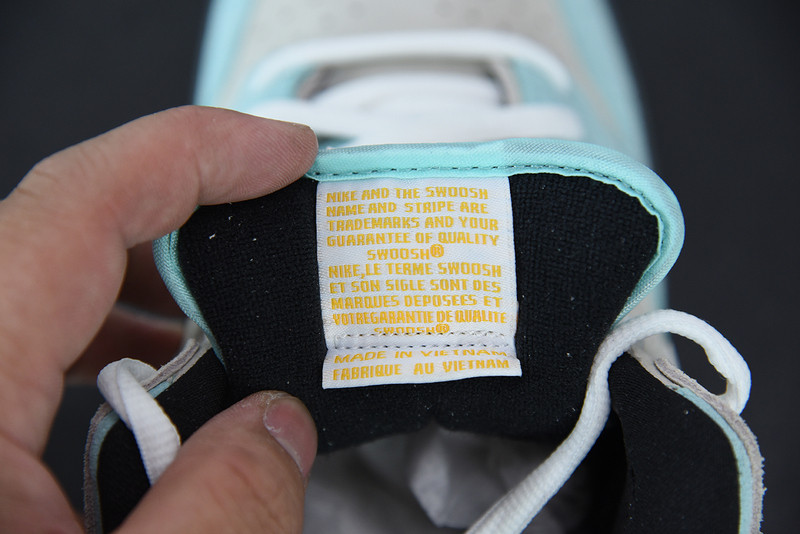 NIKE AND THE SWOOSH
NAME AND STRIPE ARE
TRADEMARKS AND YOUR
GUARANTEE OF QUALITY
SWOOSH®
NIKE,LE TERME SWOOSH
ET SON SIGLE SONT DES
MARQUES DEPOSEES ET
VOTREGARANTIE DE QUALITE
SWOOSH®
MADE IN VIETNAM
FABRIQUE AU VIETNAM